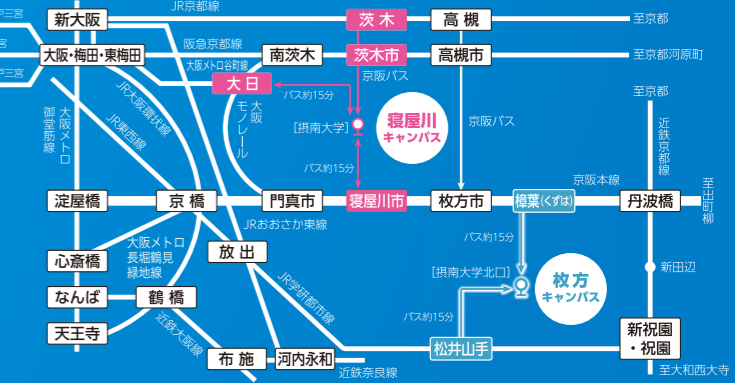 JR京都線
戸三宮
新大阪
茨木
高槻
至京都
宮
大阪・梅田・東梅田
阪急京都線
南茨木
茨木市
高槻市
至京都河原町
戸三宮
大阪メトロ谷町線
大日
京阪バス
バス約15分
至京都
JR大阪環状線
JR東西線
大阪メトロ
御堂筋線
大阪
モノレール
[摂南大学]
寝屋川
キャンパス
京阪バス
近鉄京都線
バス約15分
京阪本線
至出町柳
淀屋橋
京橋
門真市
寝屋川市
枚方市
樟葉(くずは)
丹波橋
JRおおさか東線
心斎橋
大阪メトロ
長堀鶴見
緑地線
放出
バス約15分
[摂南大学北口]
枚方
キャンパス
新田辺
JR学研都市線
なんば
鶴橋
バス約15分
天王寺
近鉄大阪線
布施
河内永和
松井山手
新祝園
・祝園
近鉄奈良線
至大和西大寺